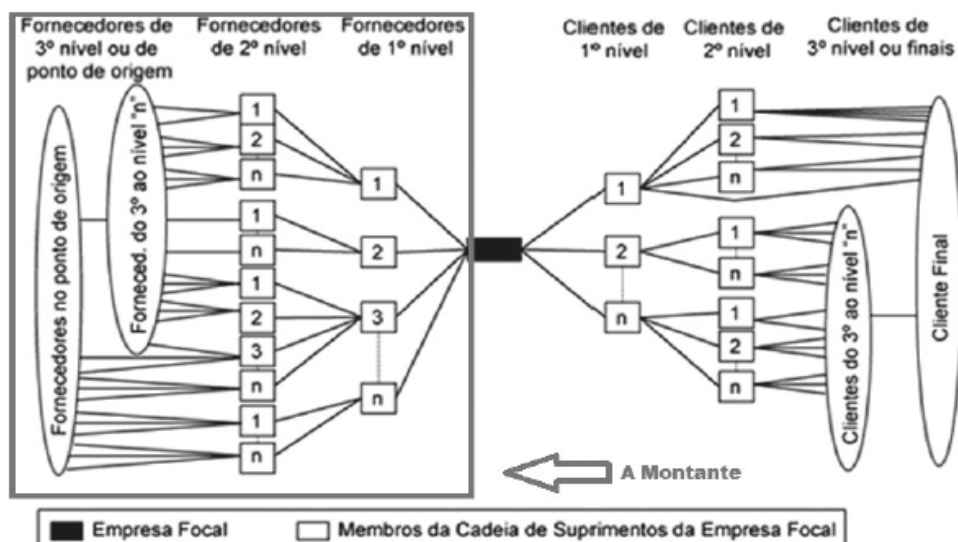 Fornecedores de
3º nível ou de
ponto de origem
Fornecedores
de 2º nível
Fornecedores
de 1º nível
Clientes de
1º nível
Clientes de
2º nível
Clientes de
3º nível ou finais
Fornecedores no ponto de origem
Forneced. do 3º ao nível "n"
1
2
n
1
n
1
2
3
n
1
n
1
2
3
n
1
2
n
1
2
n
1
n
1
2
n
Clientes do 3º ao nível "n"
Cliente Final
A Montante
Empresa Focal
Membros da Cadeia de Suprimentos da Empresa Focal